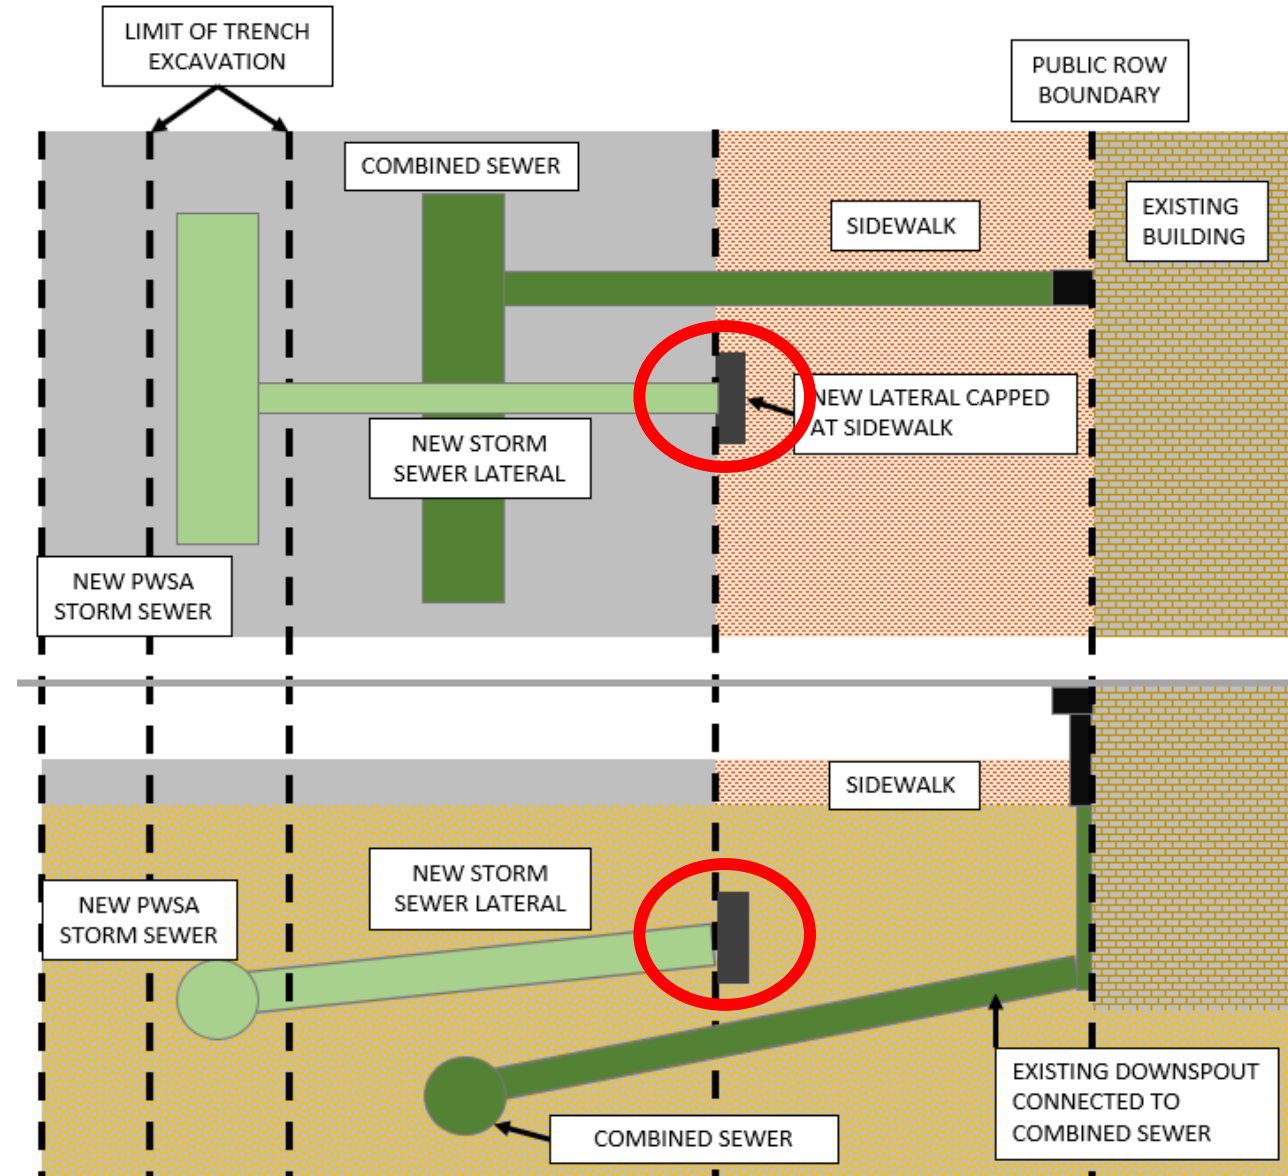 LIMIT OF TRENCH
EXCAVATION
PUBLIC ROW
BOUNDARY
COMBINED SEWER
SIDEWALK
EXISTING
BUILDING
NEW LATERAL CAPPED
AT SIDEWALK
NEW STORM
SEWER LATERAL
NEW PWSA
STORM SEWER
SIDEWALK
NEW STORM
SEWER LATERAL
NEW PWSA
STORM SEWER
EXISTING DOWNSPOUT
CONNECTED TO
COMBINED SEWER
COMBINED SEWER